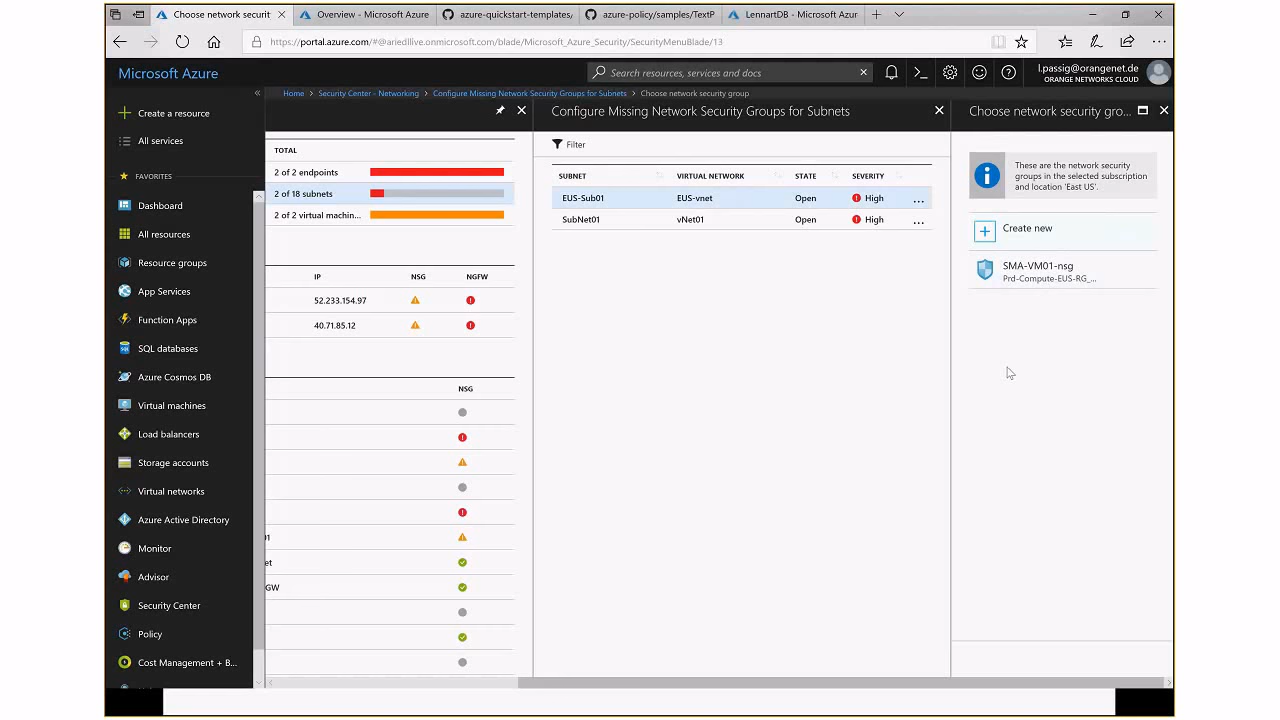 Choose network securit
Overview - Microsoft Azure
azure-quickstart-templates/
azure-policy/samples/TextP
LennartDB - Microsoft Azur
https://portal.azure.com/#@ariedllive.onmicrosoft.com/blade/Microsoft_Azure_Security/SecurityMenuBlade/13
Microsoft Azure
Search resources, services and docs
l.passig@orangenet.de
ORANGE NETWORKS CLOUD
Home
Security Center - Networking
Configure Missing Network Security Groups for Subnets
Choose network security group
Create a resource
All services
FAVORITES
Dashboard
All resources
Resource groups
App Services
Function Apps
SQL databases
Azure Cosmos DB
Virtual machines
Load balancers
Storage accounts
Virtual networks
Azure Active Directory
Monitor
Advisor
Security Center
Policy
Cost Management + B...
TOTAL
2 of 2 endpoints
2 of 18 subnets
2 of 2 virtual machin...
IP NSG NGFW
52.233.154.97
40.71.85.12
NSG
01
et
GW
Configure Missing Network Security Groups for Subnets
Filter
SUBNET VIRTUAL NETWORK STATE SEVERITY
EUS-Sub01 EUS-vnet Open High ...
SubNet01 vNet01 Open High ...
Choose network security gro...
These are the network security
groups in the selected subscription
and location 'East US'.
Create new
SMA-VM01-nsg
Prd-Compute-EUS-RG_...